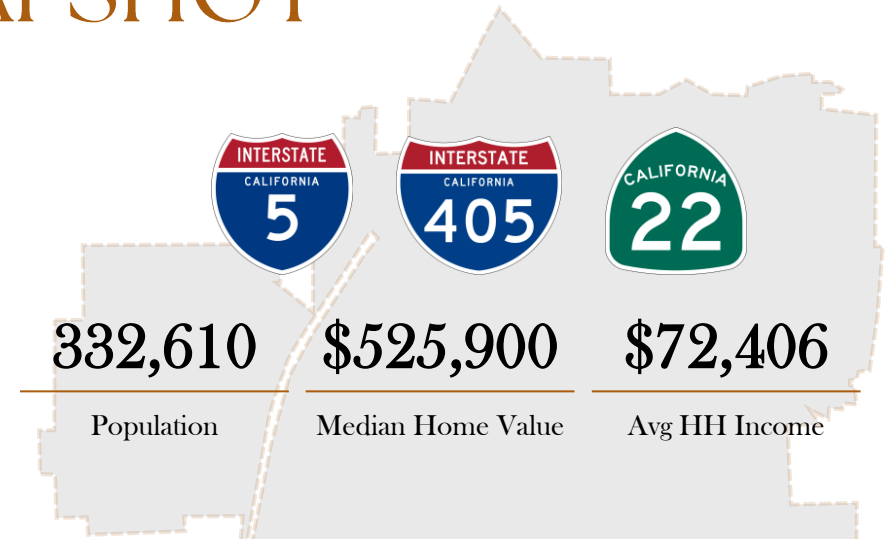 APSHOT
INTERSTATE
CALIFORNIA
5
INTERSTATE
CALIFORNIA
405
CALIFORNIA
22
332,610
$525,900
$72,406
Population
Median Home Value
Avg HH Income